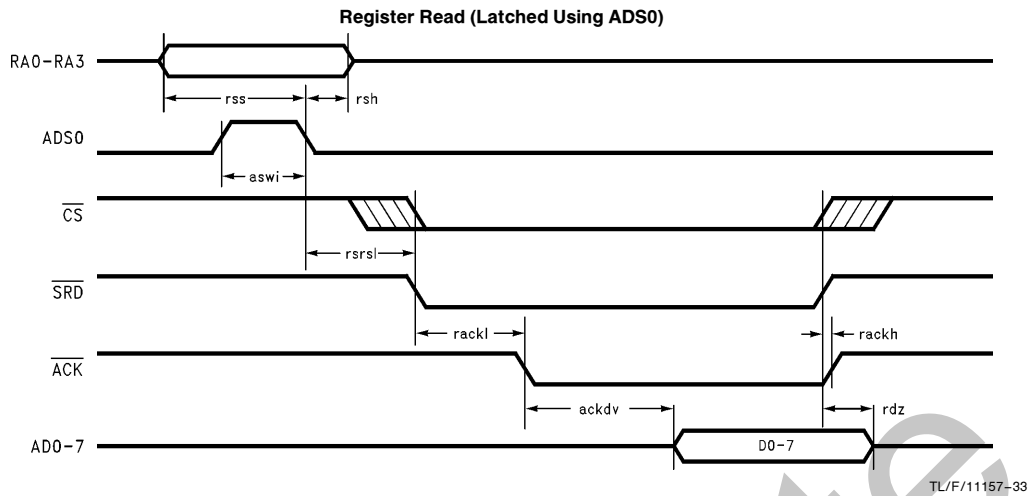 Register Read (Latched Using ADS0)
RA0-RA3
rss
rsh
ADS0
aswi
CS
rsrsl
SRD
rackl
rackh
ACK
ackdv
rdz
AD0-7
D0-7
TL/F/11157-33